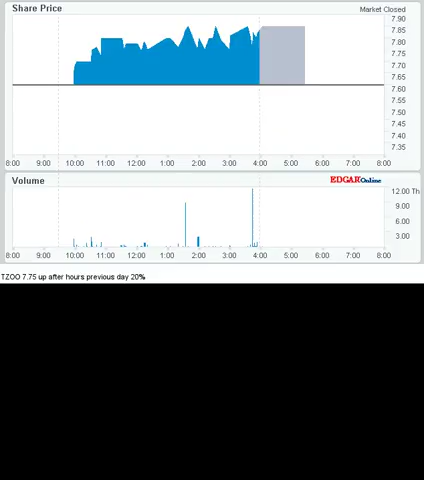 Share Price
Market Closed
7.90
7.85
7.80
7.75
7.70
7.65
7.60
7.55
7.50
7.45
7.40
7.35
8:00 9:00 10:00 11:00 12:00 1:00 2:00 3:00 4:00 5:00 6:00 7:00 8:00
Volume
EDGAR Online
12.00 Th
9.00
6.00
3.00
8:00 9:00 10:00 11:00 12:00 1:00 2:00 3:00 4:00 5:00 6:00 7:00 8:00
TZOO 7.75 up after hours previous day 20%